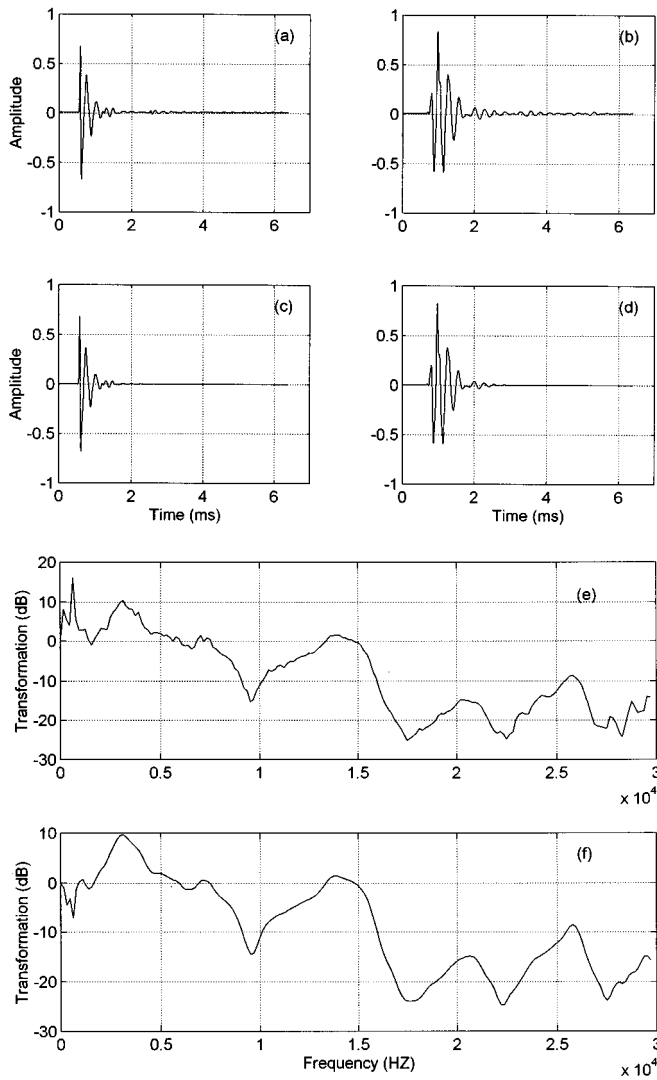 1
0.5
0
-0.5
-1
Amplitude
(a)
0 2 4 6
1
0.5
0
-0.5
-1
(b)
0 2 4 6
1
0.5
0
-0.5
-1
Amplitude
(c)
0 2 4 6
Time (ms)
1
0.5
0
-0.5
-1
(d)
0 2 4 6
Time (ms)
20
10
0
-10
-20
-30
Transformation (dB)
(e)
0 0.5 1 1.5 2 2.5 3
x 10^4
10
0
-10
-20
-30
Transformation (dB)
(f)
0 0.5 1 1.5 2 2.5 3
Frequency (HZ)
x 10^4